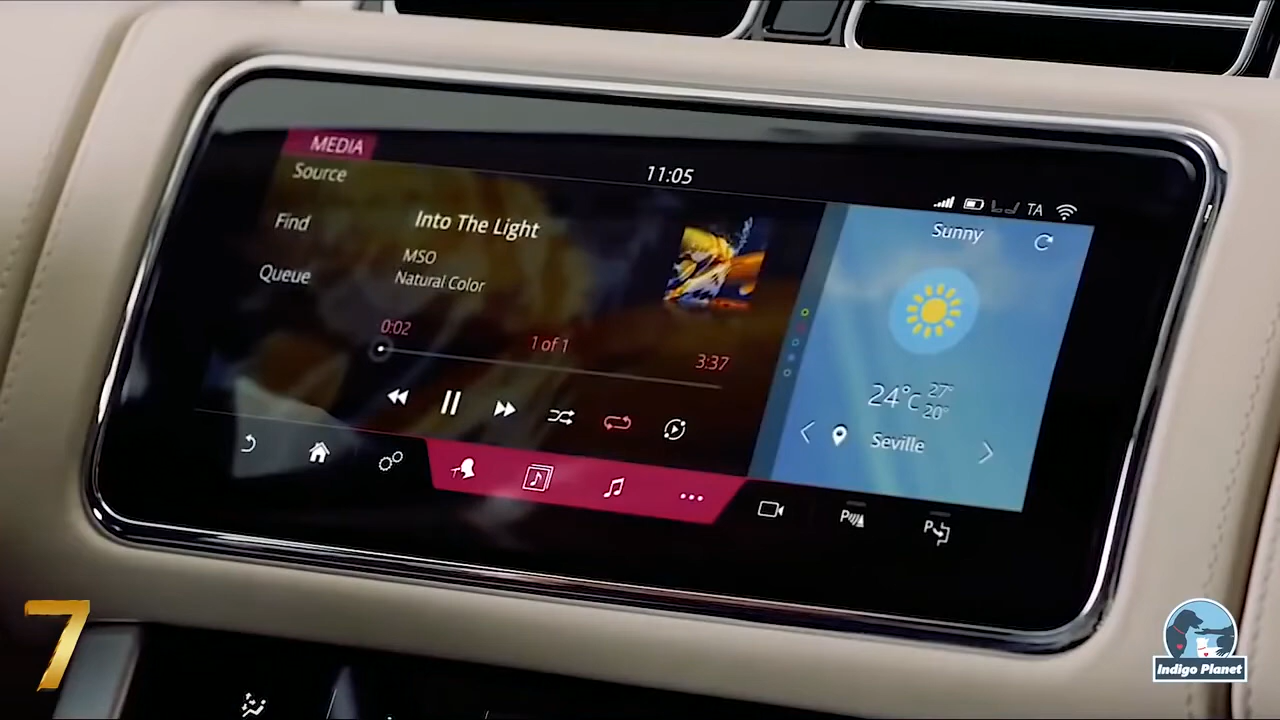 MEDIA
11:05
TA
Source
Find
Queue
Into The Light
MSO
Natural Color
0:02
1 of 1
3:37
Sunny
24°C
27°
20°
Seville
P
P
7
Indigo Planet